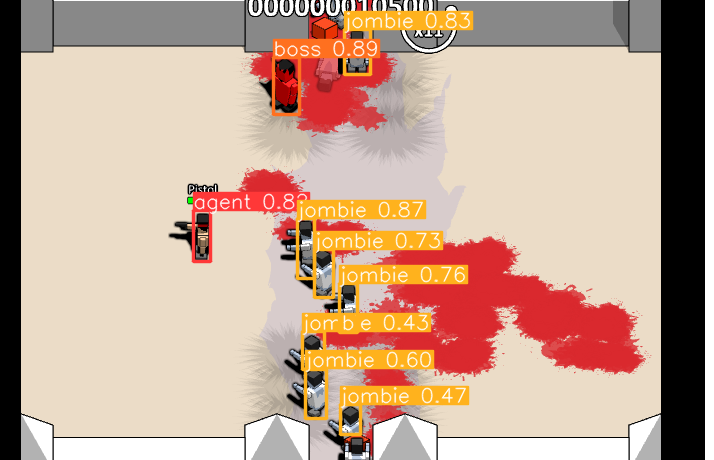 000000010500
jombie 0.83
x11
boss 0.89
Pistol
agent 0.8
jombie 0.87
jombie 0.73
jombie 0.76
jombie 0.43
jombie 0.60
jombie 0.47